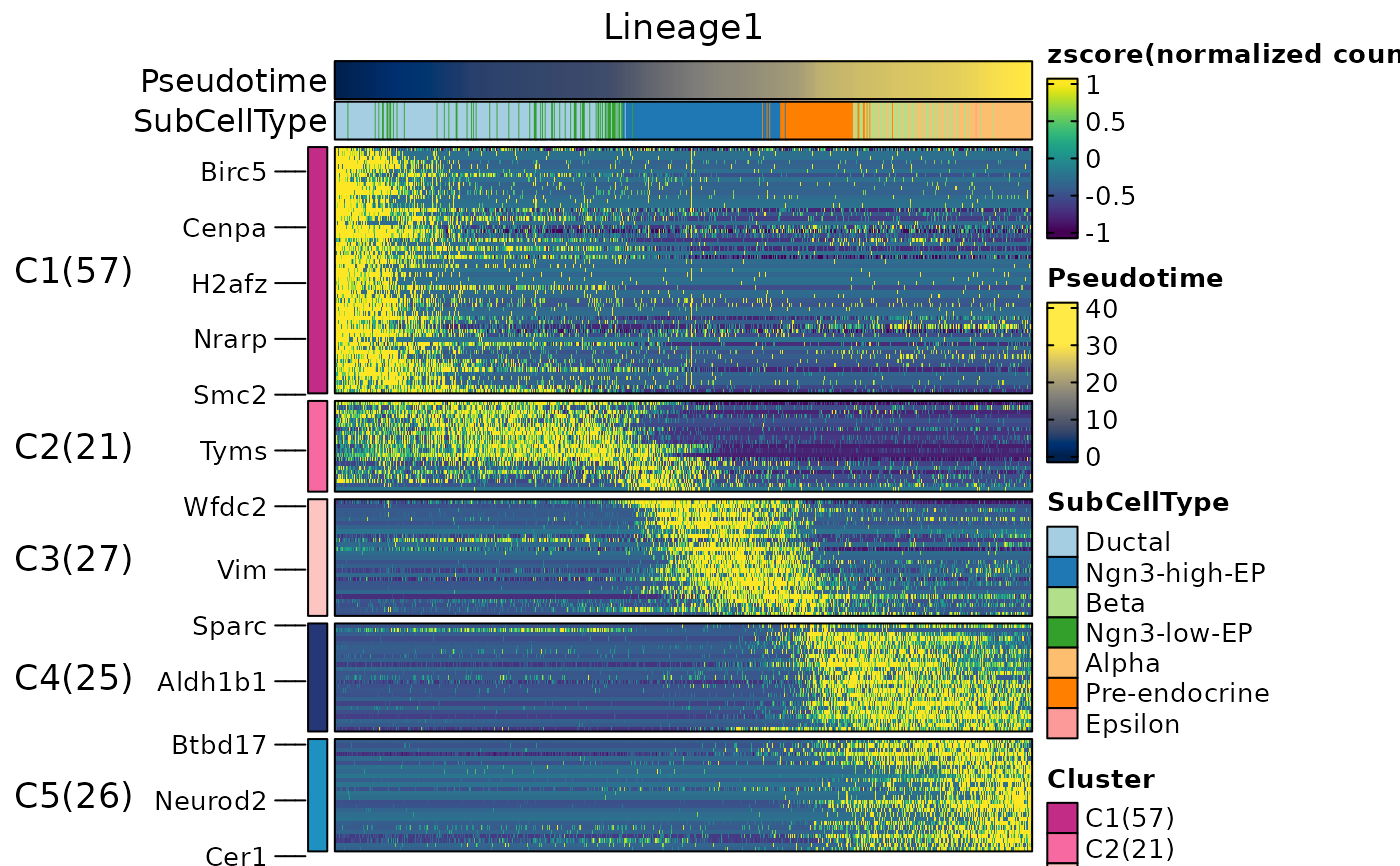 Lineage1
Pseudotime
SubCellType
C1(57)
Birc5
Cenpa
H2afz
Nrarp
Smc2
C2(21)
Tyms
Wfdc2
C3(27)
Vim
Sparc
C4(25)
Aldh1b1
Btbd17
C5(26)
Neurod2
Cer1
zscore(normalized coun
1
0.5
0
-0.5
-1
Pseudotime
40
30
20
10
0
SubCellType
Ductal
Ngn3-high-EP
Beta
Ngn3-low-EP
Alpha
Pre-endocrine
Epsilon
Cluster
C1(57)
C2(21)